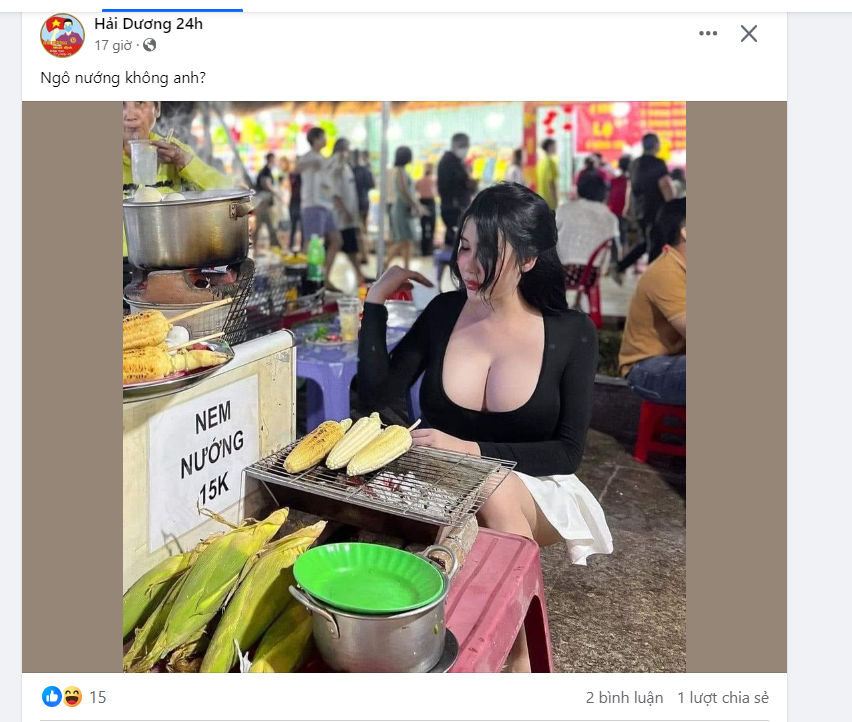 Hải Dương 24h
17 giờ ·
Ngô nướng không anh?
NEM
NƯỚNG
15K
15
2 bình luận 1 lượt chia sẻ